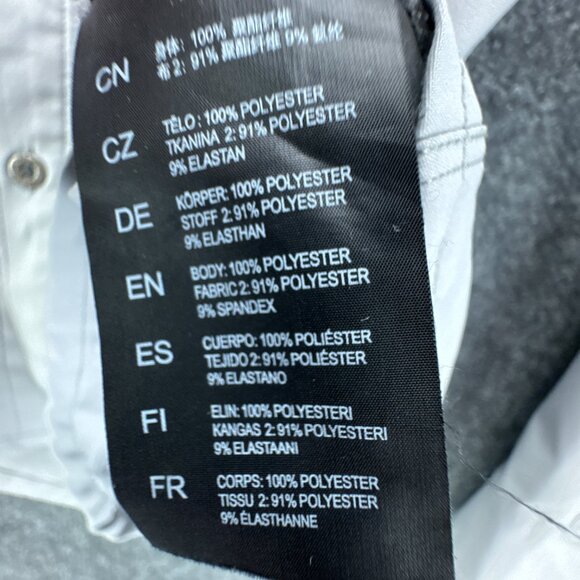 CN
身体: 100% 聚酯纤维
布 2: 91% 聚酯纤维 9% 氨纶
CZ
TĚLO : 100% POLYESTER
TKANINA 2: 91% POLYESTER
9% ELASTAN
DE
KÖRPER: 100% POLYESTER
STOFF 2: 91% POLYESTER
9% ELASTHAN
EN
BODY: 100% POLYESTER
FABRIC 2: 91% POLYESTER
9% SPANDEX
ES
CUERPO: 100% POLIÉSTER
TEJIDO 2: 91% POLIÉSTER
9% ELASTANO
FI
ELIN: 100% POLYESTERI
KANGAS 2: 91% POLYESTERI
9% ELASTAANI
FR
CORPS: 100% POLYESTER
TISSU 2: 91% POLYESTER
9% ÉLASTHANNE